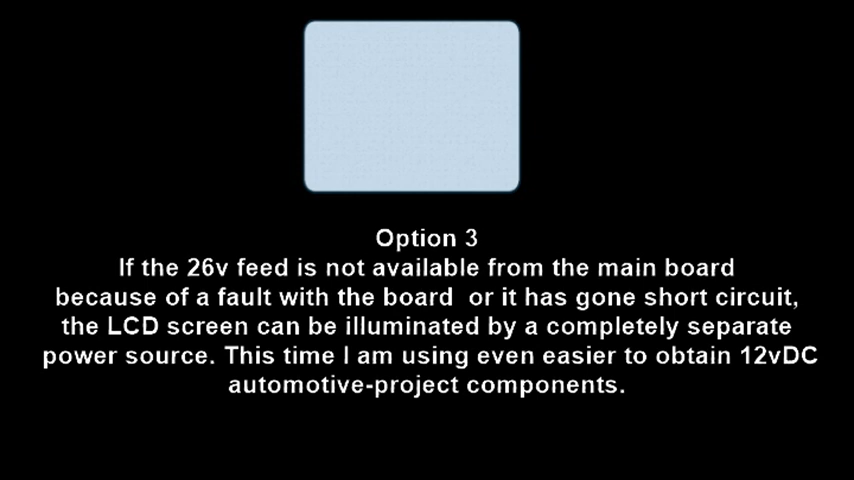 Option 3
If the 26v feed is not available from the main board
because of a fault with the board  or it has gone short circuit,
the LCD screen can be illuminated by a completely separate
power source. This time I am using even easier to obtain 12vDC
automotive-project components.